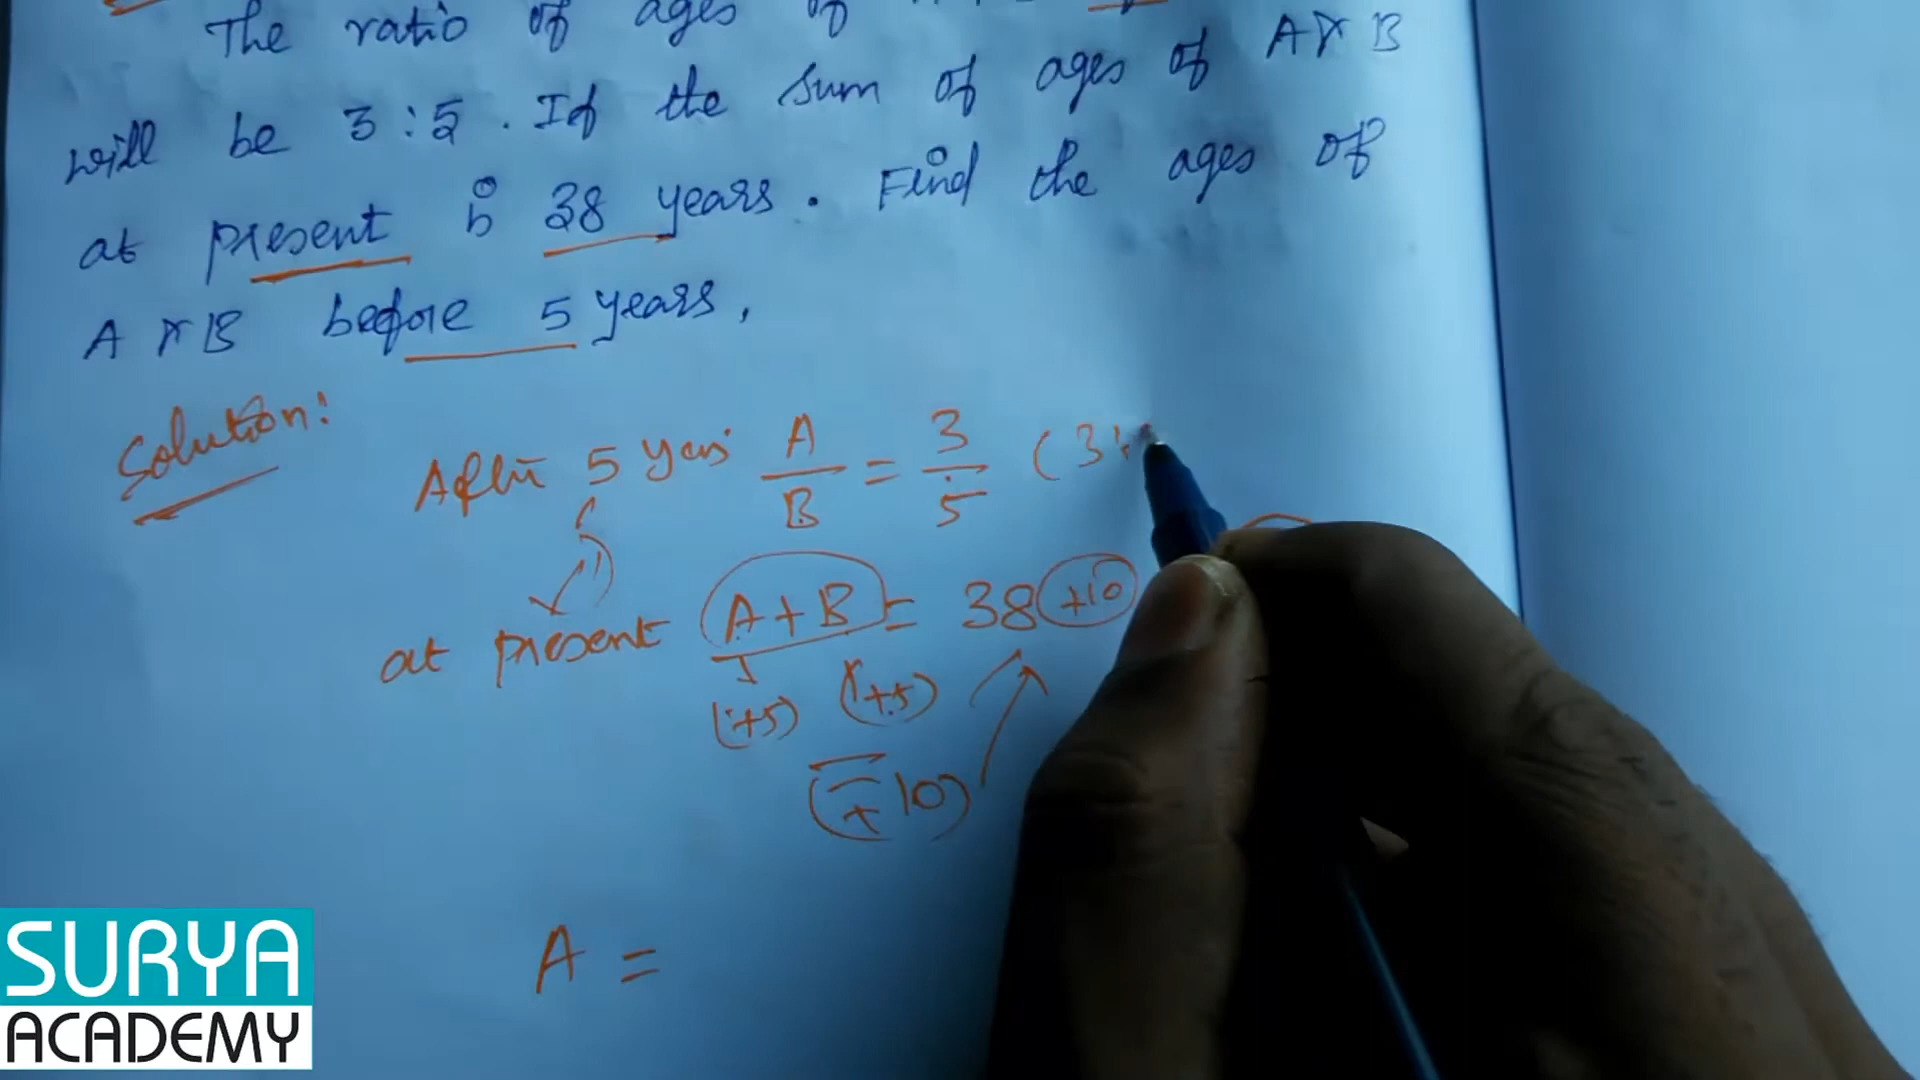 The ratio of ages of
will be 3:5. If the sum of ages of A & B
at present is 38 years. Find the ages of
A & B before 5 years,
Solution:
After 5 years A/B = 3/5 (3+
at present A+B = 38 +10
(+5) (+5)
(+10)
A =
SURYA
ACADEMY